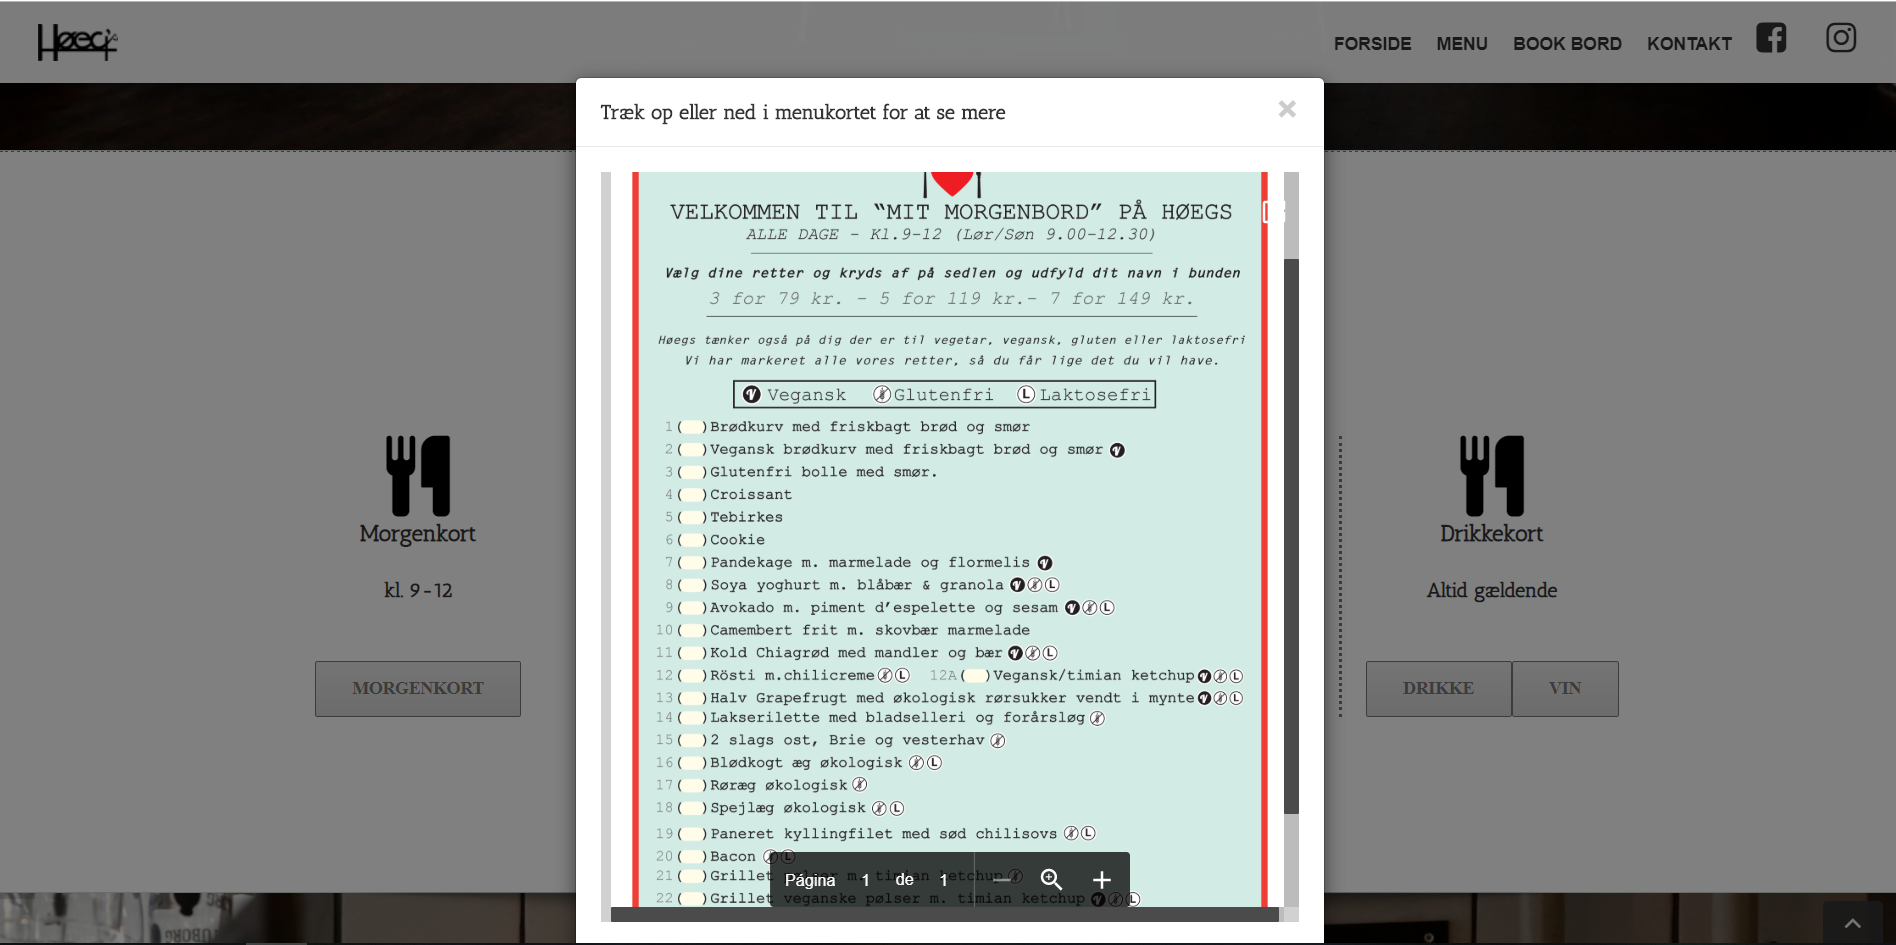 Høegs
FORSIDE MENU BOOK BORD KONTAKT
Træk op eller ned i menukortet for at se mere
×
VELKOMMEN TIL “MIT MORGENBORD” PÅ HØEGS
ALLE DAGE - Kl.9-12 (Lør/Søn 9.00-12.30)
Vælg dine retter og kryds af på sedlen og udfyld dit navn i bunden
3 for 79 kr. - 5 for 119 kr.- 7 for 149 kr.
Høegs tænker også på dig der er til vegetar, vegansk, gluten eller laktosefri
Vi har markeret alle vores retter, så du får lige det du vil have.
V Vegansk Glutenfri L Laktosefri
1( )Brødkurv med friskbagt brød og smør
2( )Vegansk brødkurv med friskbagt brød og smør V
3( )Glutenfri bolle med smør.
4( )Croissant
5( )Tebirkes
6( )Cookie
7( )Pandekage m. marmelade og flormelis V
8( )Soya yoghurt m. blåbær & granola V L
9( )Avokado m. piment d’espelette og sesam V L
10( )Camembert frit m. skovbær marmelade
11( )Kold Chiagrød med mandler og bær V L
12( )Rösti m.chilicreme L 12A( )Vegansk/timian ketchup V L
13( )Halv Grapefrugt med økologisk rørsukker vendt i mynte V L
14( )Lakserilette med bladselleri og forårsløg
15( )2 slags ost, Brie og vesterhav
16( )Blødkogt æg økologisk L
17( )Røræg økologisk
18( )Spejlæg økologisk L
19( )Paneret kyllingfilet med sød chilisovs L
20( )Bacon L
21( )Grillet pølser m. timian ketchup
22( )Grillet veganske pølser m. timian ketchup V L
Página 1 de 1
Morgenkort
kl. 9-12
MORGENKORT
Drikkekort
Altid gældende
DRIKKE VIN